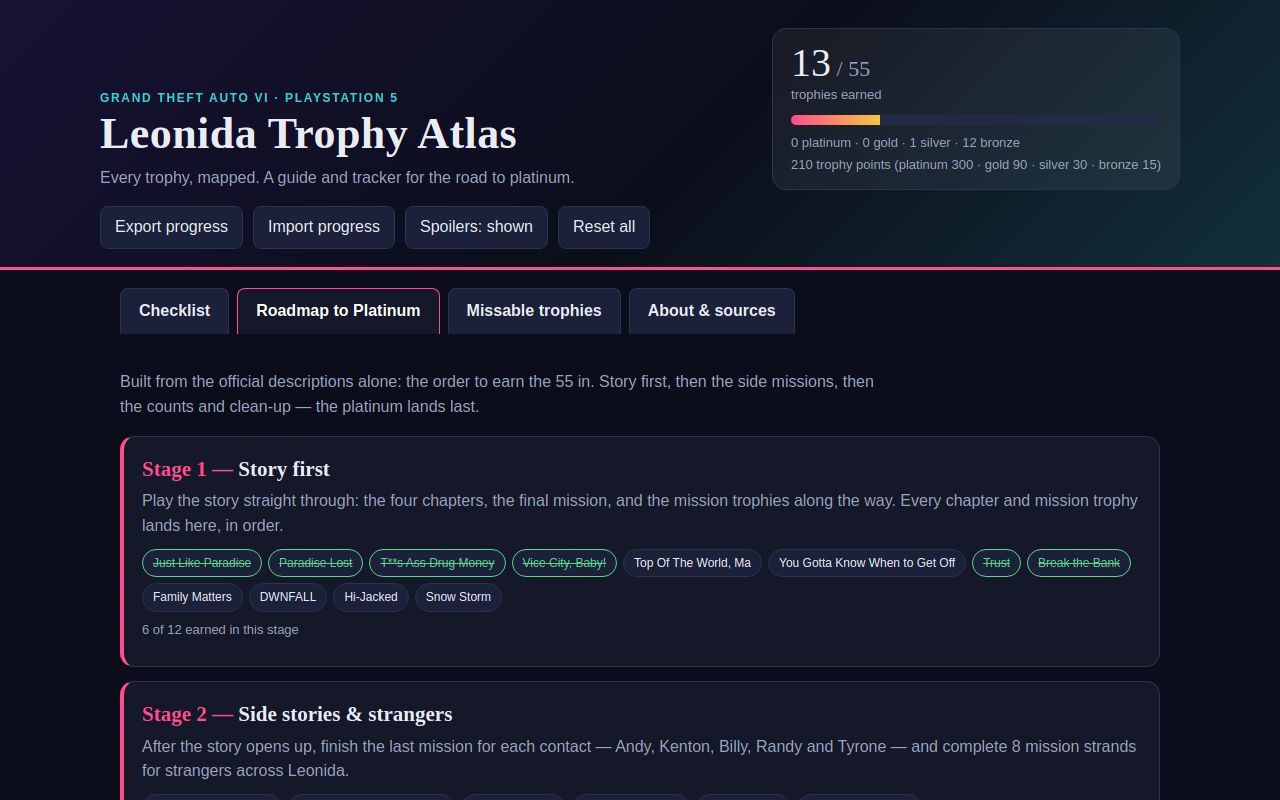 GRAND THEFT AUTO VI · PLAYSTATION 5
Leonida Trophy Atlas
Every trophy, mapped. A guide and tracker for the road to platinum.
Export progress
Import progress
Spoilers: shown
Reset all
13 / 55
trophies earned
0 platinum · 0 gold · 1 silver · 12 bronze
210 trophy points (platinum 300 · gold 90 · silver 30 · bronze 15)
Checklist
Roadmap to Platinum
Missable trophies
About & sources
Built from the official descriptions alone: the order to earn the 55 in. Story first, then the side missions, then
the counts and clean-up — the platinum lands last.
Stage 1 — Story first
Play the story straight through: the four chapters, the final mission, and the mission trophies along the way. Every chapter and mission trophy
lands here, in order.
Just Like Paradise
Paradise Lost
T**s Ass Drug Money
Vice City, Baby!
Top Of The World, Ma
You Gotta Know When to Get Off
Trust
Break the Bank
Family Matters
DWNFALL
Hi-Jacked
Snow Storm
6 of 12 earned in this stage
Stage 2 — Side stories & strangers
After the story opens up, finish the last mission for each contact — Andy, Kenton, Billy, Randy and Tyrone — and complete 8 mission strands
for strangers across Leonida.